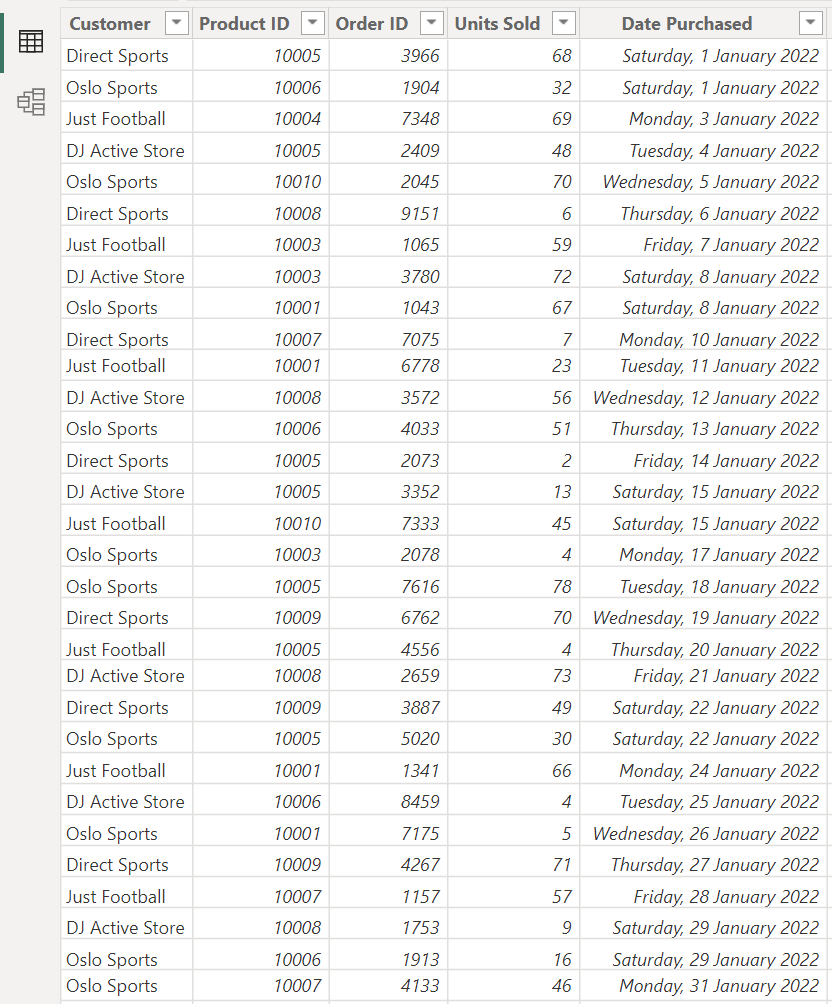 Customer Product ID Order ID Units Sold Date Purchased
Direct Sports 10005 3966 68 Saturday, 1 January 2022
Oslo Sports 10006 1904 32 Saturday, 1 January 2022
Just Football 10004 7348 69 Monday, 3 January 2022
DJ Active Store 10005 2409 48 Tuesday, 4 January 2022
Oslo Sports 10010 2045 70 Wednesday, 5 January 2022
Direct Sports 10008 9151 6 Thursday, 6 January 2022
Just Football 10003 1065 59 Friday, 7 January 2022
DJ Active Store 10003 3780 72 Saturday, 8 January 2022
Oslo Sports 10001 1043 67 Saturday, 8 January 2022
Direct Sports 10007 7075 7 Monday, 10 January 2022
Just Football 10001 6778 23 Tuesday, 11 January 2022
DJ Active Store 10008 3572 56 Wednesday, 12 January 2022
Oslo Sports 10006 4033 51 Thursday, 13 January 2022
Direct Sports 10005 2073 2 Friday, 14 January 2022
DJ Active Store 10005 3352 13 Saturday, 15 January 2022
Just Football 10010 7333 45 Saturday, 15 January 2022
Oslo Sports 10003 2078 4 Monday, 17 January 2022
Oslo Sports 10005 7616 78 Tuesday, 18 January 2022
Direct Sports 10009 6762 70 Wednesday, 19 January 2022
Just Football 10005 4556 4 Thursday, 20 January 2022
DJ Active Store 10008 2659 73 Friday, 21 January 2022
Direct Sports 10009 3887 49 Saturday, 22 January 2022
Oslo Sports 10005 5020 30 Saturday, 22 January 2022
Just Football 10001 1341 66 Monday, 24 January 2022
DJ Active Store 10006 8459 4 Tuesday, 25 January 2022
Oslo Sports 10001 7175 5 Wednesday, 26 January 2022
Direct Sports 10009 4267 71 Thursday, 27 January 2022
Just Football 10007 1157 57 Friday, 28 January 2022
DJ Active Store 10008 1753 9 Saturday, 29 January 2022
Oslo Sports 10006 1913 16 Saturday, 29 January 2022
Oslo Sports 10007 4133 46 Monday, 31 January 2022